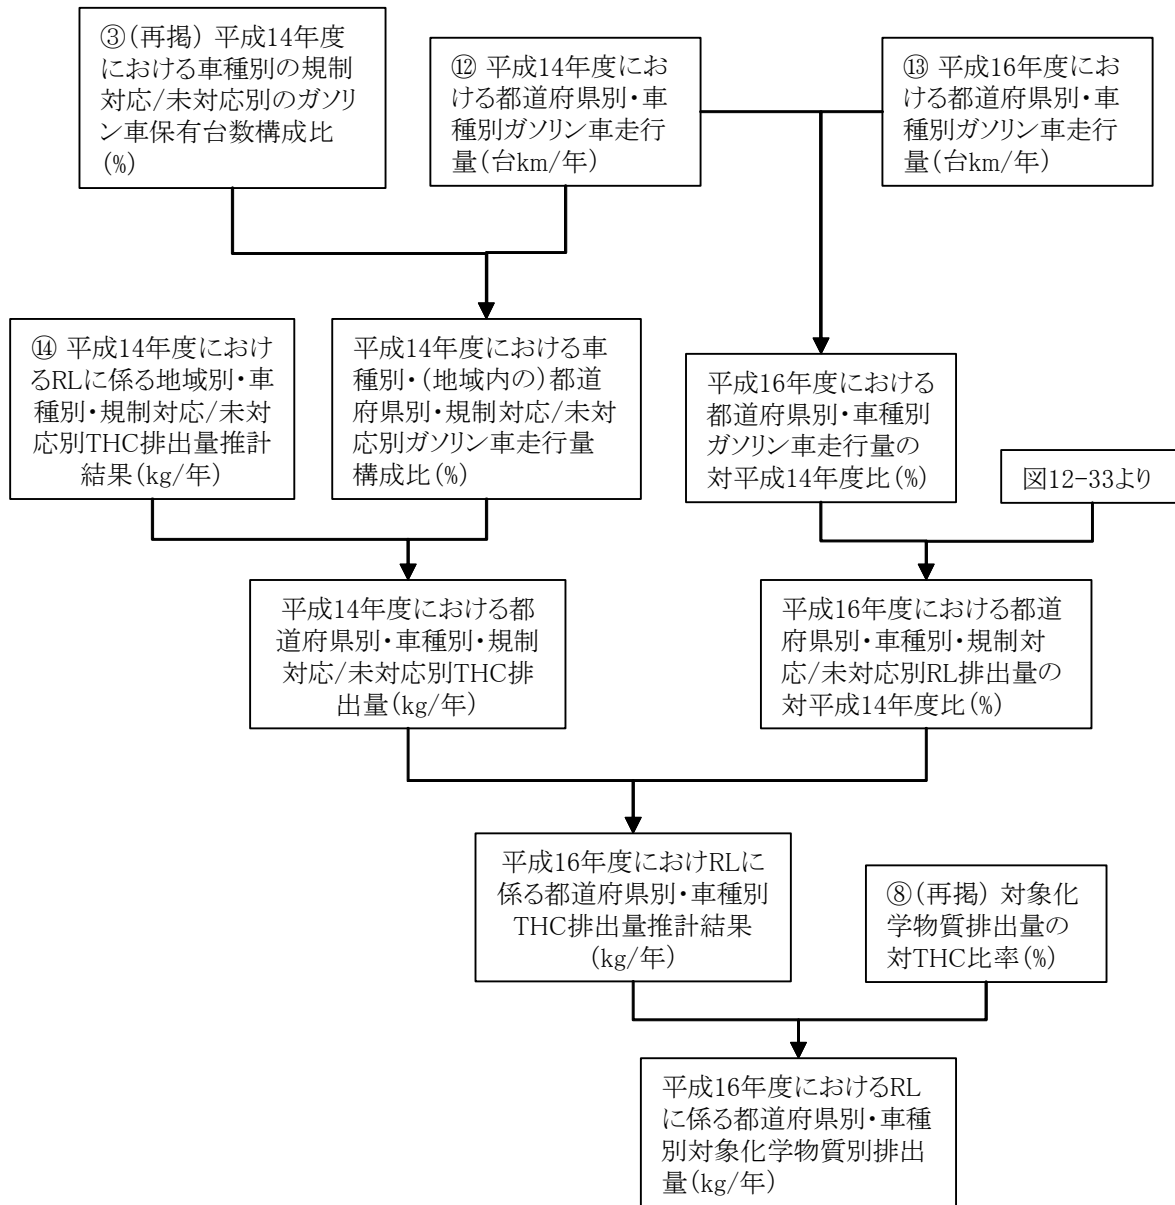 ③(再掲) 平成14年度
における車種別の規制
対応/未対応別のガソリ
ン車保有台数構成比
(%)
⑫ 平成14年度にお
ける都道府県別・車
種別ガソリン車走行
量(台km/年)
⑬ 平成16年度にお
ける都道府県別・車
種別ガソリン車走行
量(台km/年)
⑭ 平成14年度におけ
るRLに係る地域別・車
種別・規制対応/未対
応別THC排出量推計
結果(kg/年)
平成14年度における車
種別・(地域内の)都道
府県別・規制対応/未対
応別ガソリン車走行量
構成比(%)
平成16年度における
都道府県別・車種別
ガソリン車走行量の
対平成14年度比(%)
図12-33より
平成14年度における都
道府県別・車種別・規制
対応/未対応別THC排
出量(kg/年)
平成16年度における都道
府県別・車種別・規制対
応/未対応別RL排出量の
対平成14年度比(%)
平成16年度におけRLに
係る都道府県別・車種別
THC排出量推計結果
(kg/年)
⑧(再掲) 対象化
学物質排出量の
対THC比率(%)
平成16年度におけるRL
に係る都道府県別・車種
別対象化学物質別排出
量(kg/年)